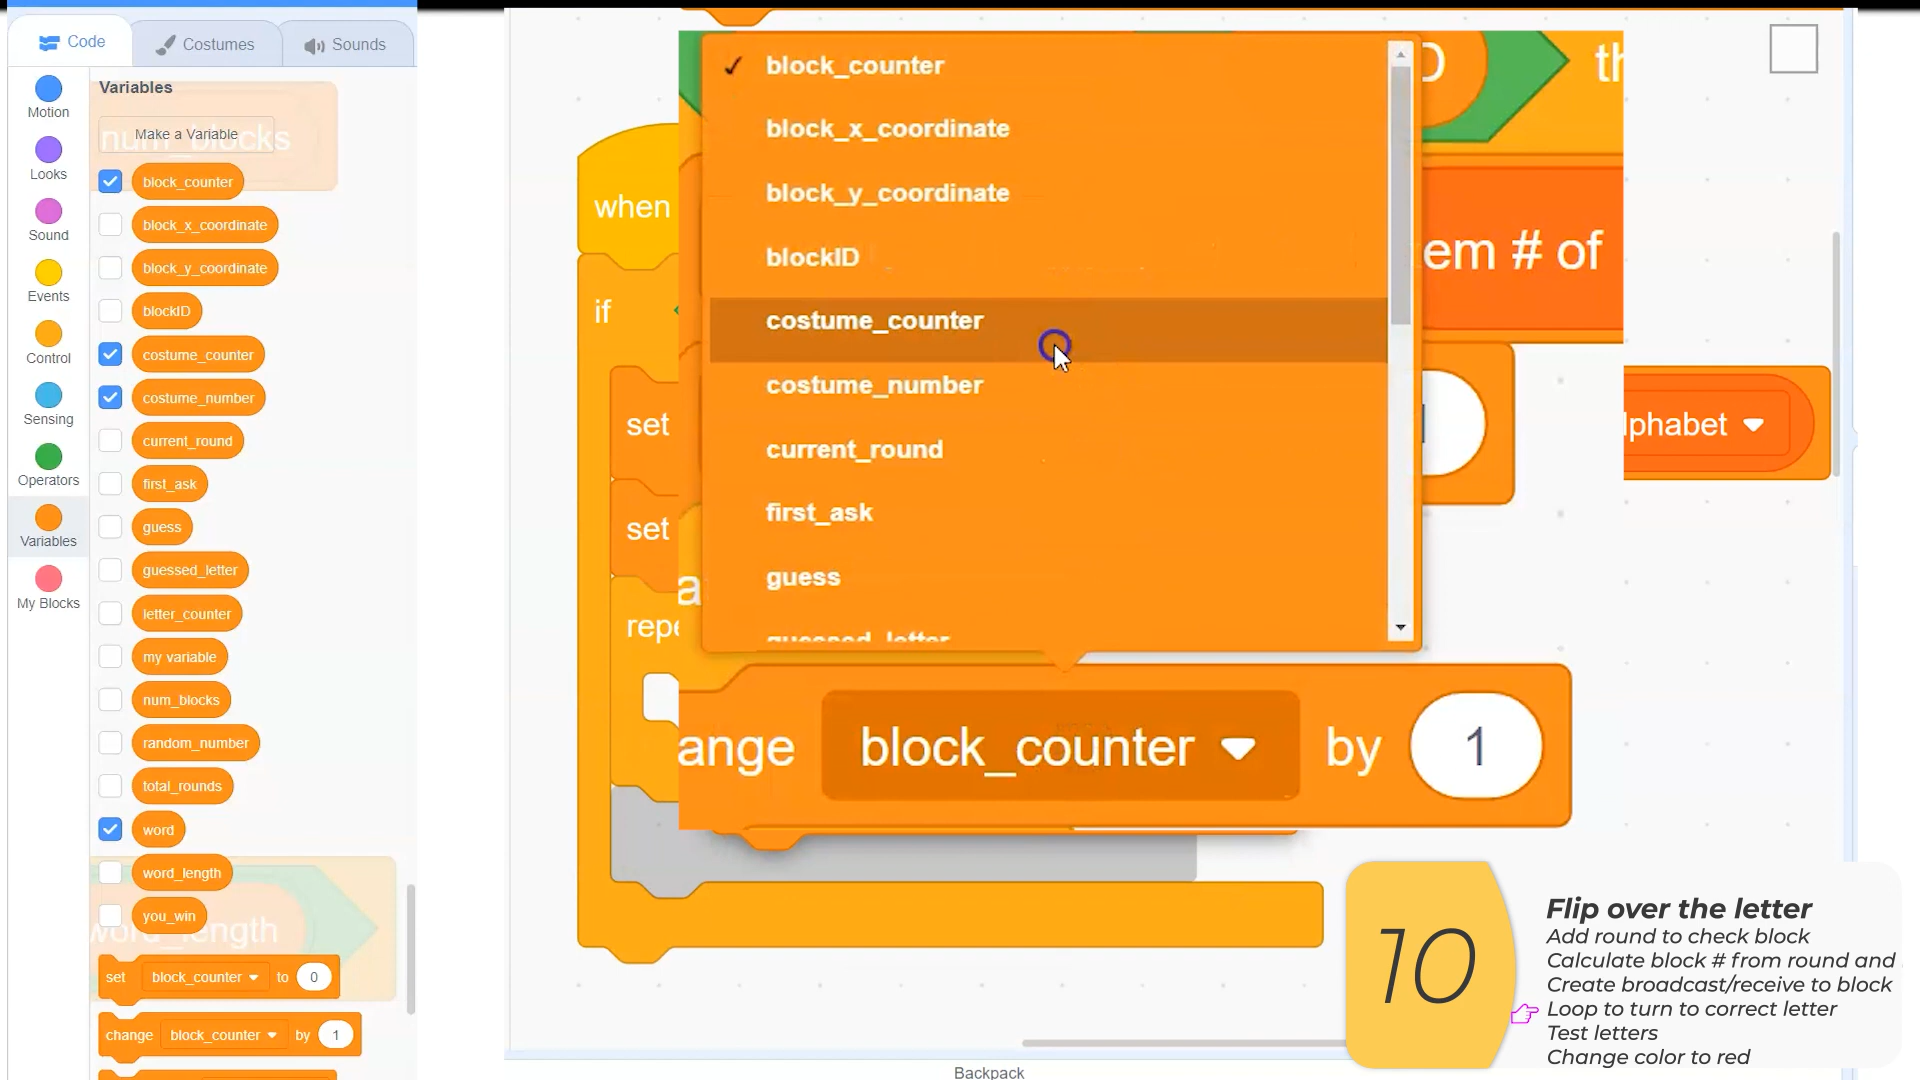 Code
Costumes
Sounds
Motion
Looks
Sound
Events
Control
Sensing
Operators
Variables
My Blocks
Variables
Make a Variable
num_blocks
block_counter
block_x_coordinate
block_y_coordinate
blockID
costume_counter
costume_number
current_round
first_ask
guess
guessed_letter
letter_counter
my variable
num_blocks
random_number
total_rounds
word
word_length
you_win
word_length
set block_counter to 0
change block_counter by 1
when
if
set
set
repe
block_counter
block_x_coordinate
block_y_coordinate
blockID
costume_counter
costume_number
current_round
first_ask
guess
guessed_letter
th
em # of
lphabet
ange block_counter by 1
10
Flip over the letter
Add round to check block
Calculate block # from round and
Create broadcast/receive to block
Loop to turn to correct letter
Test letters
Change color to red
Backpack